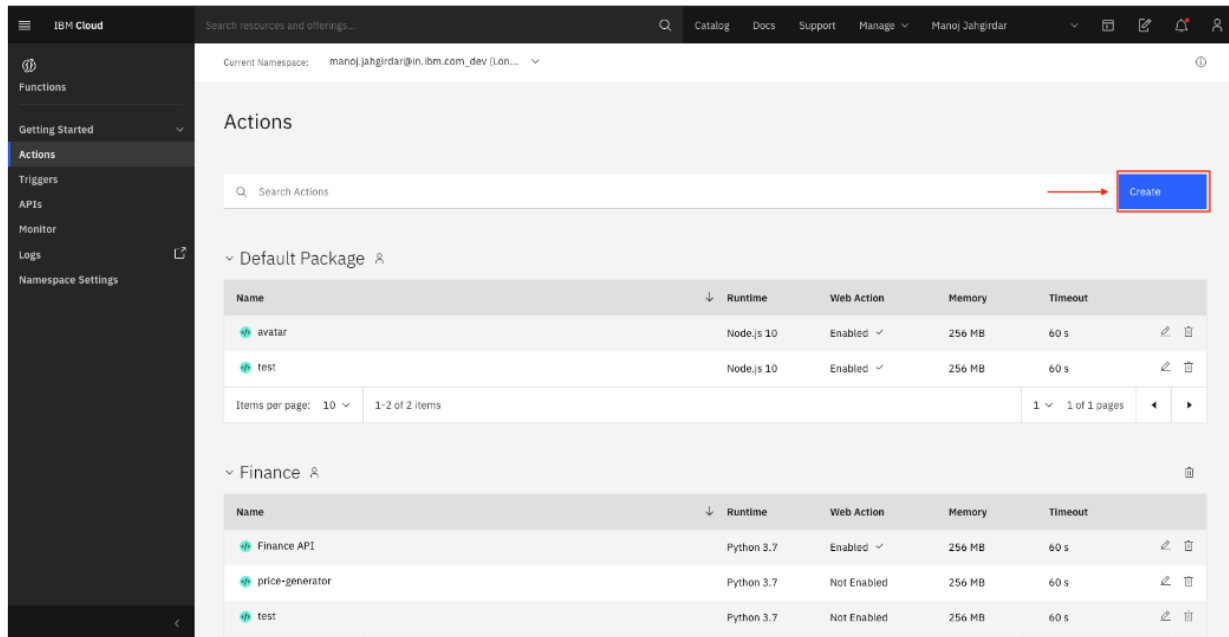 IBM Cloud
Search resources and offerings...
Catalog Docs Support Manage Manoj Jahgirdar
Functions
Getting Started
Actions
Triggers
APIs
Monitor
Logs
Namespace Settings
Current Namespace: manoj.jahgirdar@in.ibm.com_dev (Lon...
Actions
Search Actions
Create
Default Package
Name Runtime Web Action Memory Timeout
avatar Node.js 10 Enabled 256 MB 60 s
test Node.js 10 Enabled 256 MB 60 s
Items per page: 10 1-2 of 2 items 1 1 of 1 pages
Finance
Name Runtime Web Action Memory Timeout
Finance API Python 3.7 Enabled 256 MB 60 s
price-generator Python 3.7 Not Enabled 256 MB 60 s
test Python 3.7 Not Enabled 256 MB 60 s